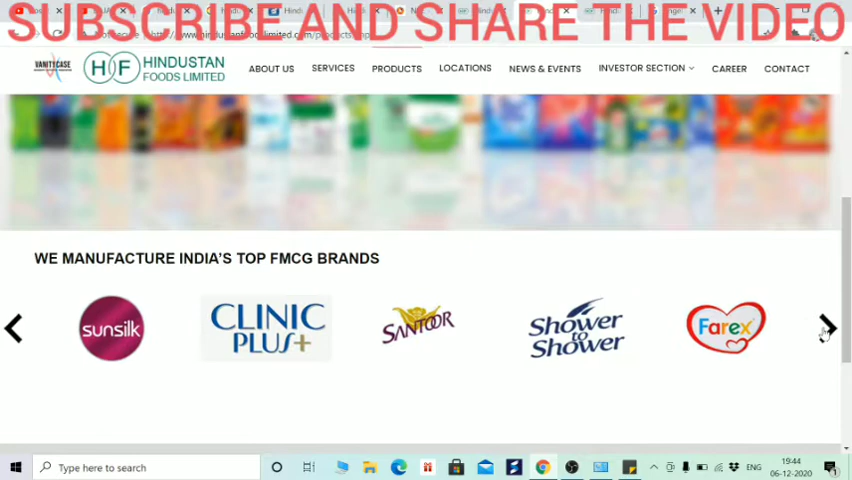 SUBSCRIBE AND SHARE THE VIDEO
VANITYCASE
HINDUSTAN
FOODS LIMITED
ABOUT US
SERVICES
PRODUCTS
LOCATIONS
NEWS & EVENTS
INVESTOR SECTION
CAREER
CONTACT
WE MANUFACTURE INDIA'S TOP FMCG BRANDS
sunsilk
CLINIC
PLUS+
SANTOOR
Shower
to
Shower
Farex
Type here to search
ENG
19:44
06-12-2020